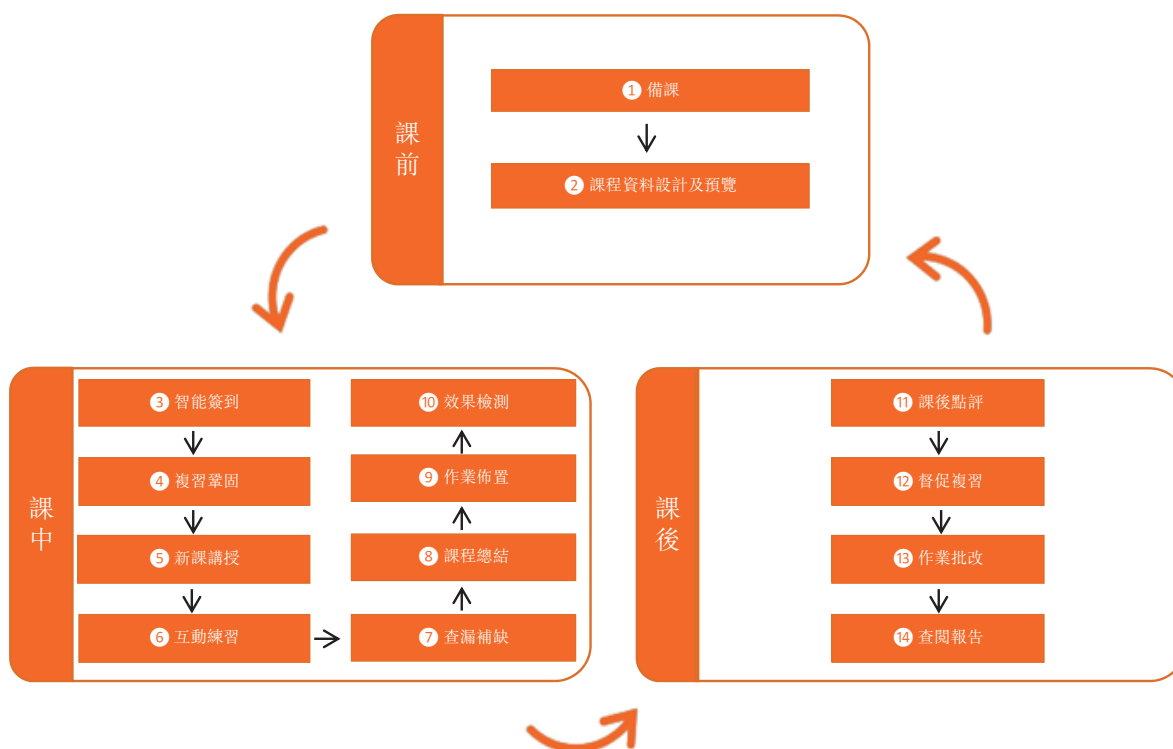 課前
❶ 備課
❷ 課程資料設計及預覽
課中
❸ 智能簽到
❹ 複習鞏固
❺ 新課講授
❻ 互動練習
❼ 查漏補缺
❽ 課程總結
❾ 作業佈置
❿ 效果檢測
課後
⓫ 課後點評
⓬ 督促複習
⓭ 作業批改
⓮ 查閱報告